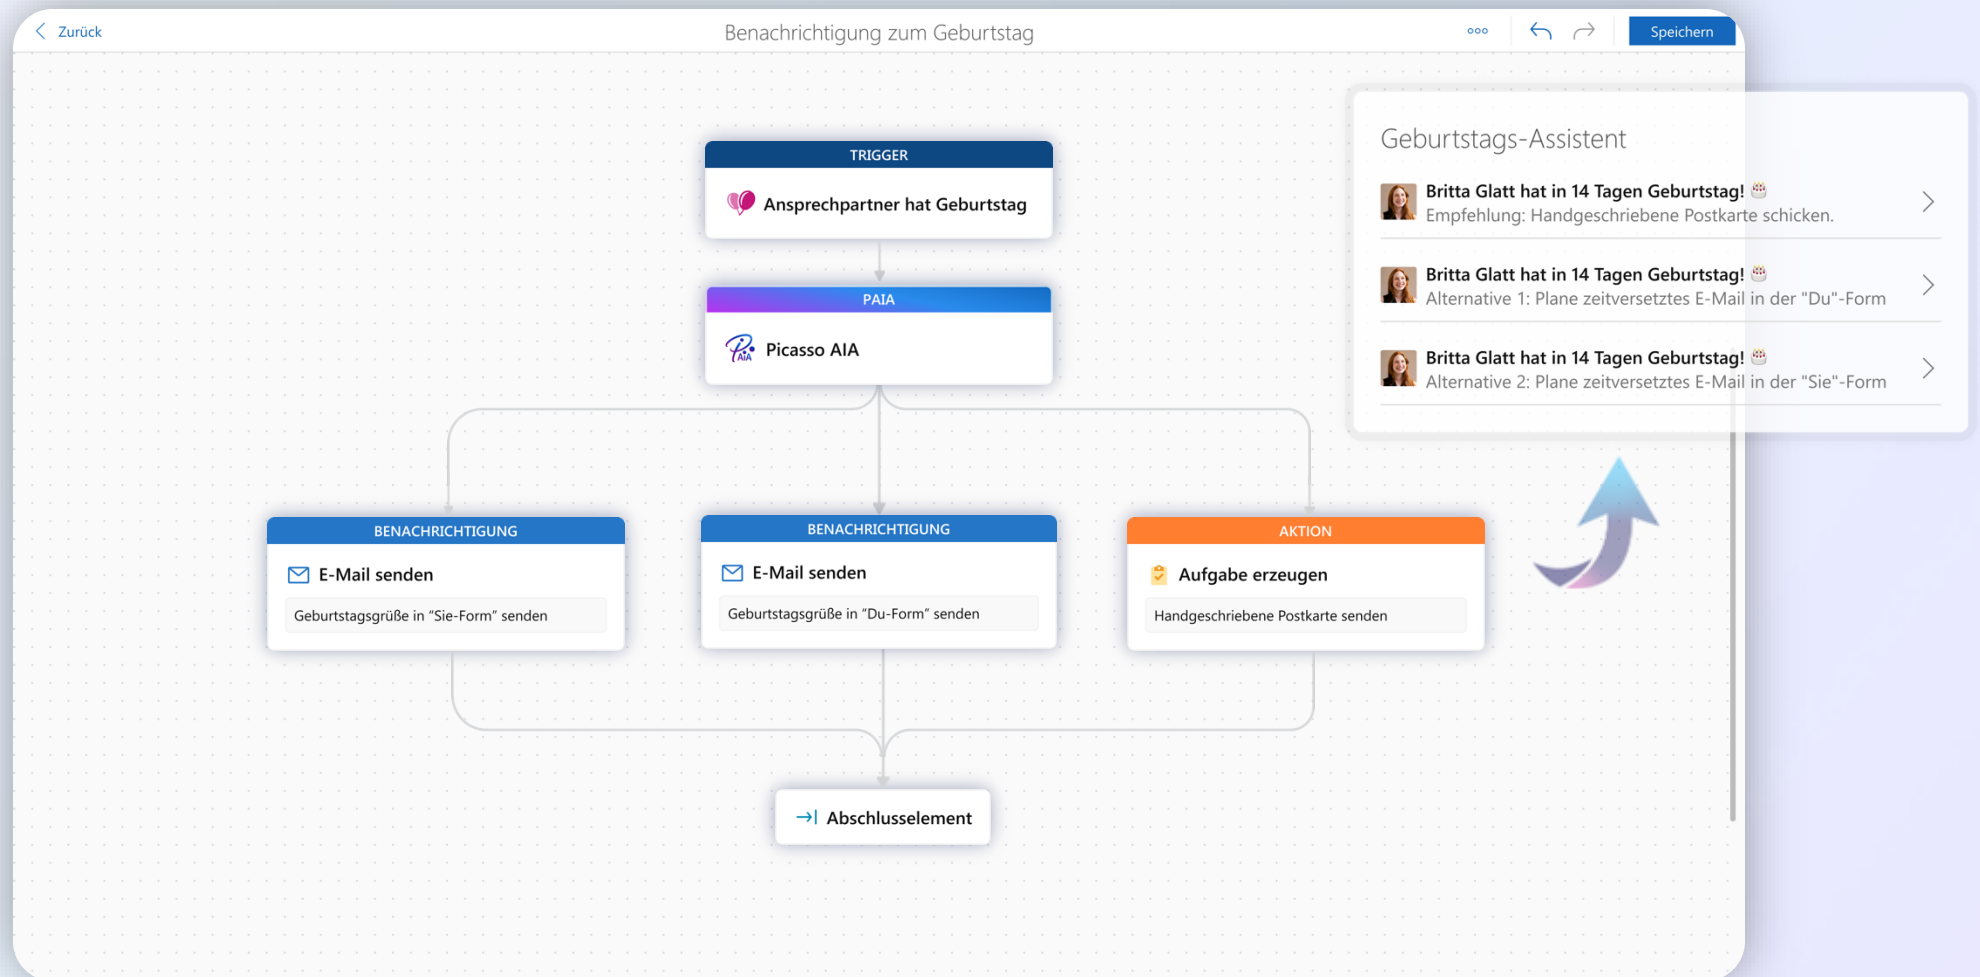 Zurück
Benachrichtigung zum Geburtstag
Speichern
Geburtstags-Assistent
Britta Glatt hat in 14 Tagen Geburtstag!
Empfehlung: Handgeschriebene Postkarte schicken.
Britta Glatt hat in 14 Tagen Geburtstag!
Alternative 1: Plane zeitversetztes E-Mail in der "Du"-Form
Britta Glatt hat in 14 Tagen Geburtstag!
Alternative 2: Plane zeitversetztes E-Mail in der "Sie"-Form
TRIGGER
Ansprechpartner hat Geburtstag
PAIA
Picasso AIA
BENACHRICHTIGUNG
E-Mail senden
Geburtstagsgrüße in “Sie-Form” senden
BENACHRICHTIGUNG
E-Mail senden
Geburtstagsgrüße in “Du-Form” senden
AKTION
Aufgabe erzeugen
Handgeschriebene Postkarte senden
Abschlusselement